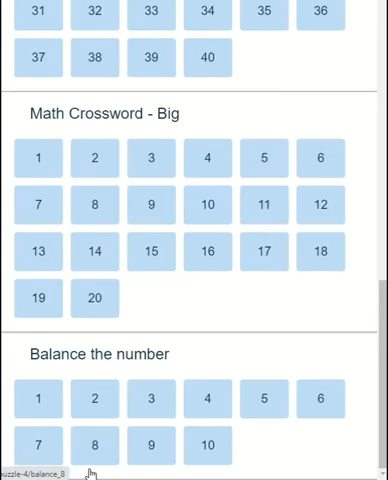 31 32 33 34 35 36
37 38 39 40
Math Crossword - Big
1 2 3 4 5 6
7 8 9 10 11 12
13 14 15 16 17 18
19 20
Balance the number
1 2 3 4 5 6
7 8 9 10
puzzle-4/balance_8